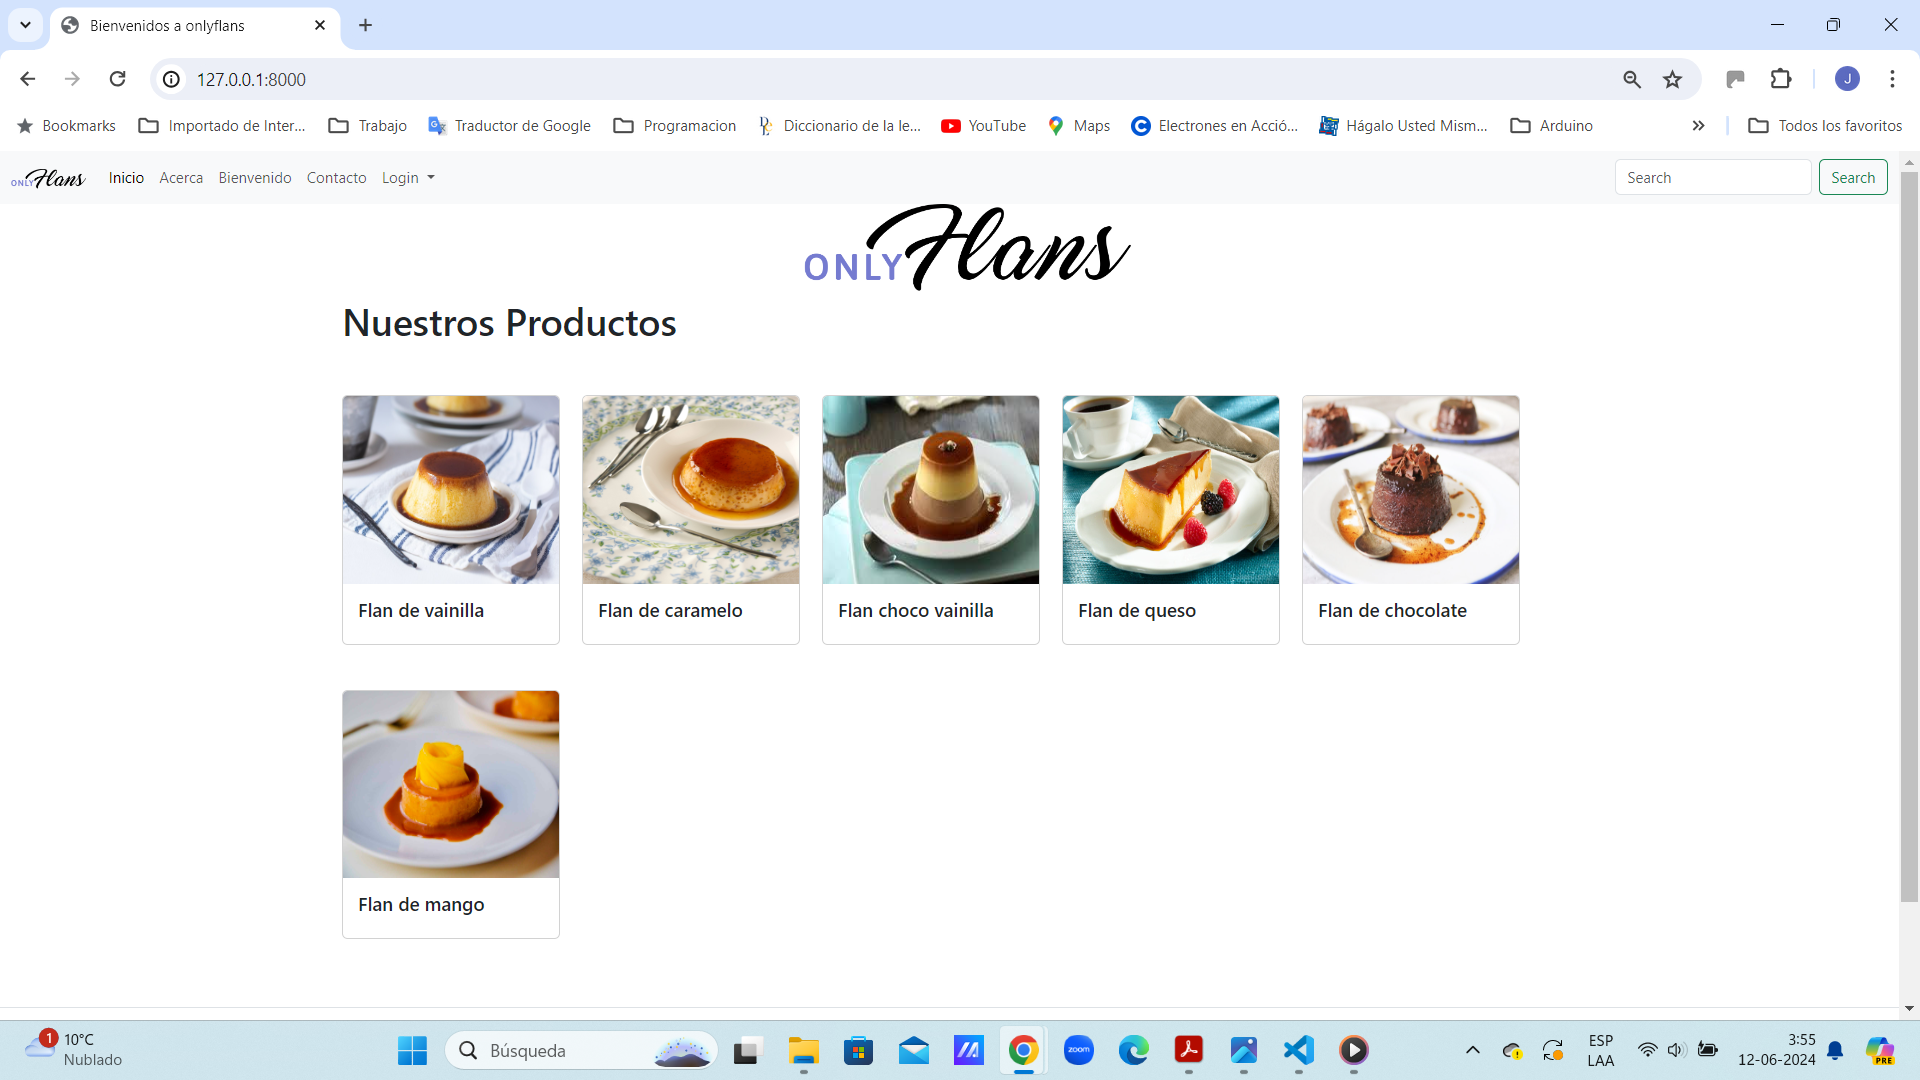 Bienvenidos a onlyflans
127.0.0.1:8000
Bookmarks Importado de Inter... Trabajo Traductor de Google Programacion Diccionario de la le... YouTube Maps Electrones en Acció... Hágalo Usted Mism... Arduino Todos los favoritos
ONLY Flans Inicio Acerca Bienvenido Contacto Login Search Search
ONLY Flans
Nuestros Productos
Flan de vainilla Flan de caramelo Flan choco vainilla Flan de queso Flan de chocolate
Flan de mango
1 10°C
Nublado
Búsqueda
zoom
ESP
LAA
3:55
12-06-2024
PRE
J